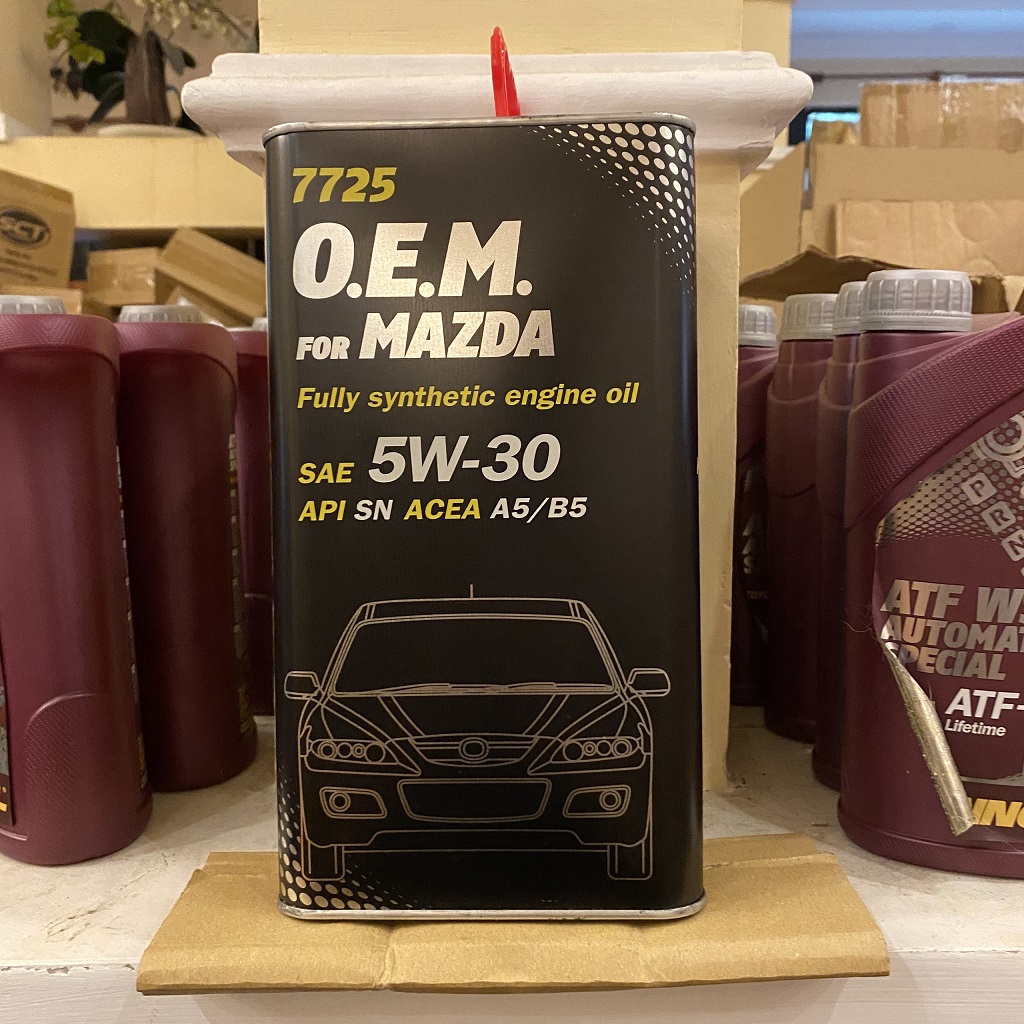 7725
O.E.M.
FOR MAZDA
Fully synthetic engine oil
SAE 5W-30
API SN ACEA A5/B5
SCT
ATF
AUTOMAT
SPECIAL
ATF-
Lifetime